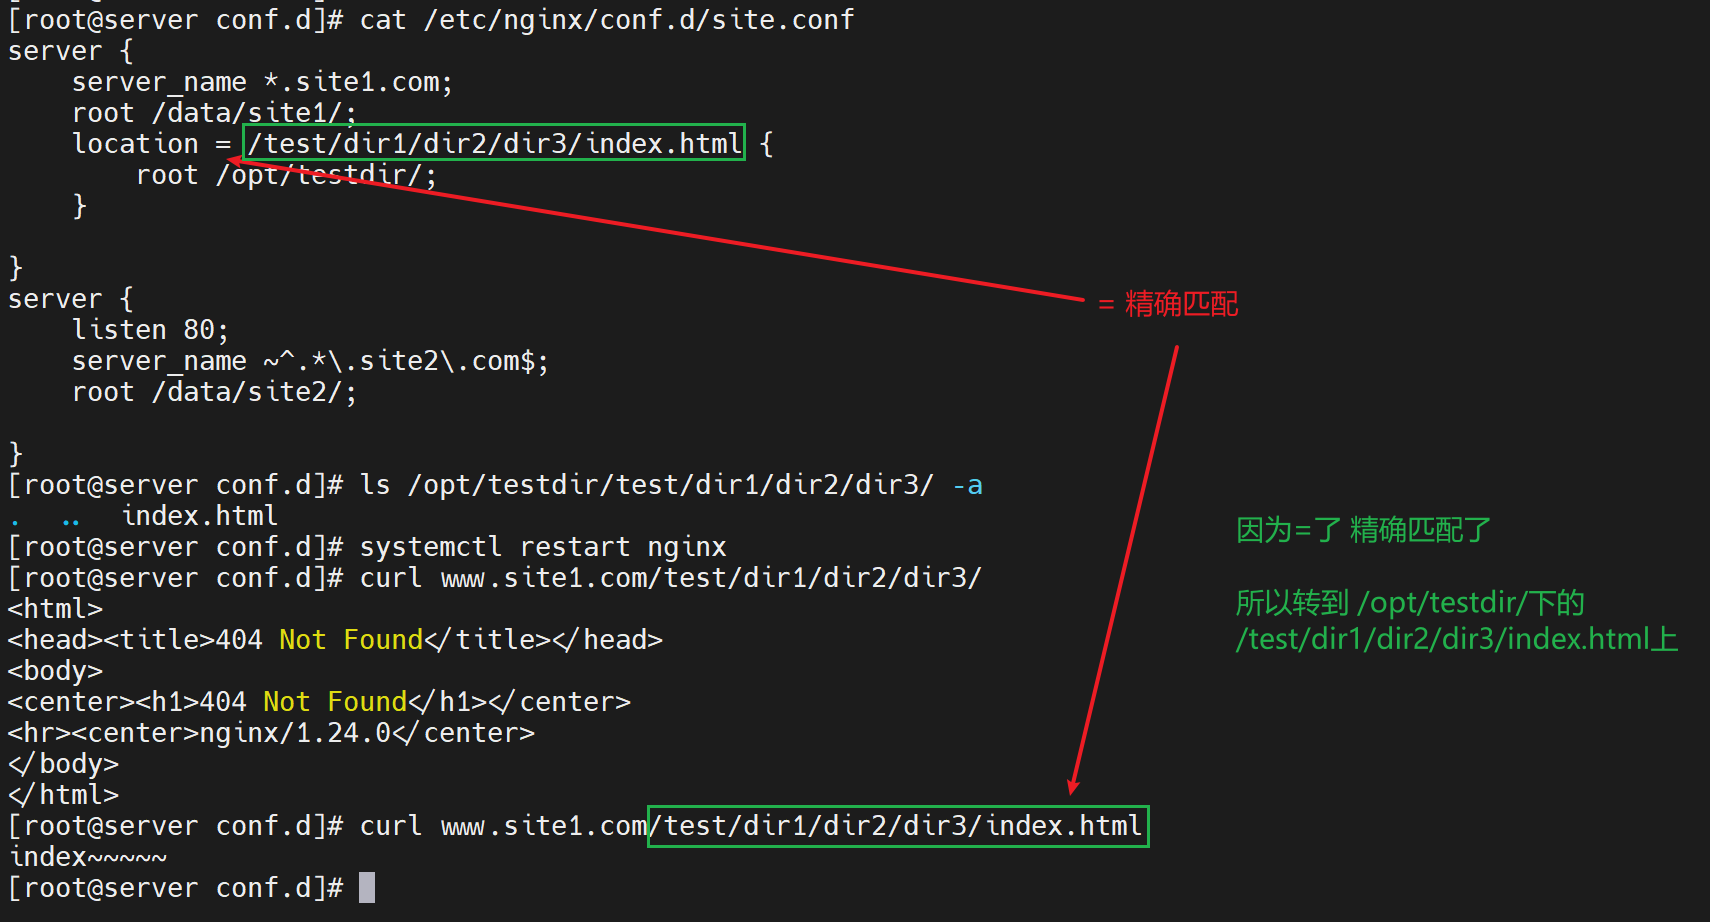 [root@server conf.d]# cat /etc/nginx/conf.d/site.conf
server {
    server_name *.site1.com;
    root /data/site1/;
    location = /test/dir1/dir2/dir3/index.html {
        root /opt/testdir/;
    }
}
server {
    listen 80;
    server_name ~^.*\.site2\.com$;
    root /data/site2/;
}
[root@server conf.d]# ls /opt/testdir/test/dir1/dir2/dir3/ -a
.  ..  index.html
[root@server conf.d]# systemctl restart nginx
[root@server conf.d]# curl www.site1.com/test/dir1/dir2/dir3/
<html>
<head><title>404 Not Found</title></head>
<body>
<center><h1>404 Not Found</h1></center>
<hr><center>nginx/1.24.0</center>
</body>
</html>
[root@server conf.d]# curl www.site1.com/test/dir1/dir2/dir3/index.html
index~~~~~
[root@server conf.d]#
= 精确匹配
因为=了 精确匹配了
所以转到 /opt/testdir/下的
/test/dir1/dir2/dir3/index.html上